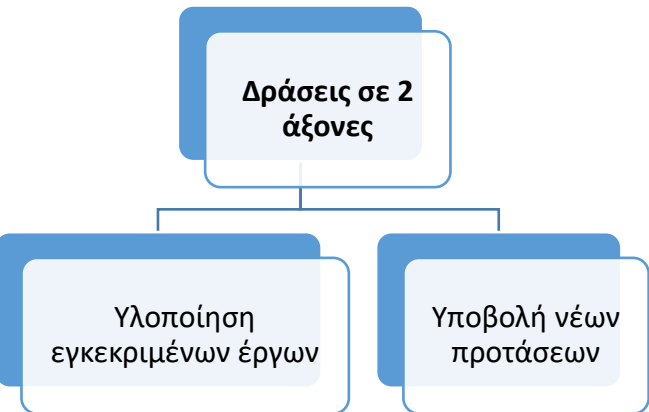 Δράσεις σε 2
άξονες
Υλοποίηση
εγκεκριμένων έργων
Υποβολή νέων
προτάσεων